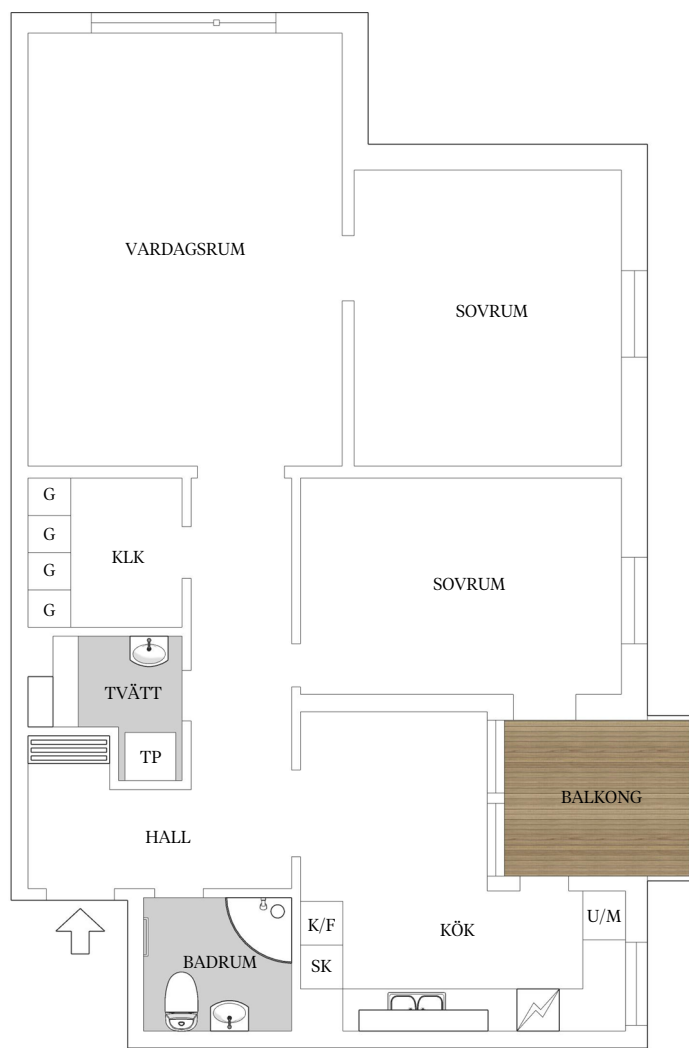 VARDAGSRUM
SOVRUM
G
G
G
G
KLK
SOVRUM
TVÄTT
TP
BALKONG
HALL
K/F
SK
KÖK
U/M
BADRUM